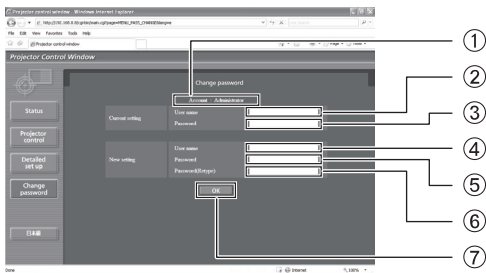 Projector control window - Windows Internet Explorer
File Edit View Favorites Tools Help
Projector control window
Projector Control Window
Change password
①
Account Administrator
Status
Current setting
User name
②
Password
③
Projector control
New setting
User name
④
Detailed set up
Password
⑤
Password(Retype)
⑥
Change password
OK
⑦
日本語
Done
Internet
100%